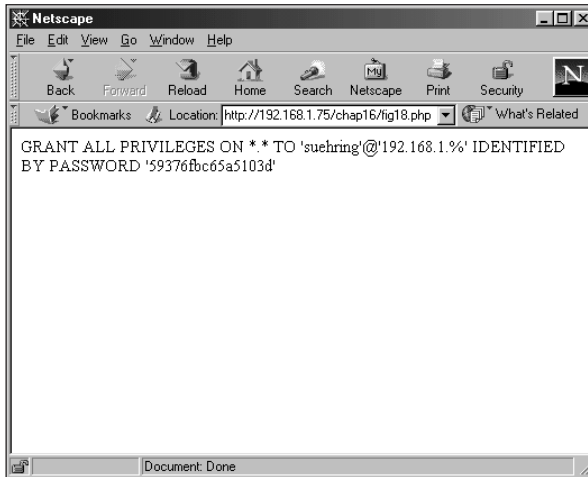 Netscape
File Edit View Go Window Help
Back Forward Reload Home Search Netscape Print Security
My
N
Bookmarks Location: http://192.168.1.75/chap16/fig18.php What's Related
GRANT ALL PRIVILEGES ON *.* TO 'suehring'@'192.168.1.%' IDENTIFIED
BY PASSWORD '59376fbc65a5103d'
Document: Done